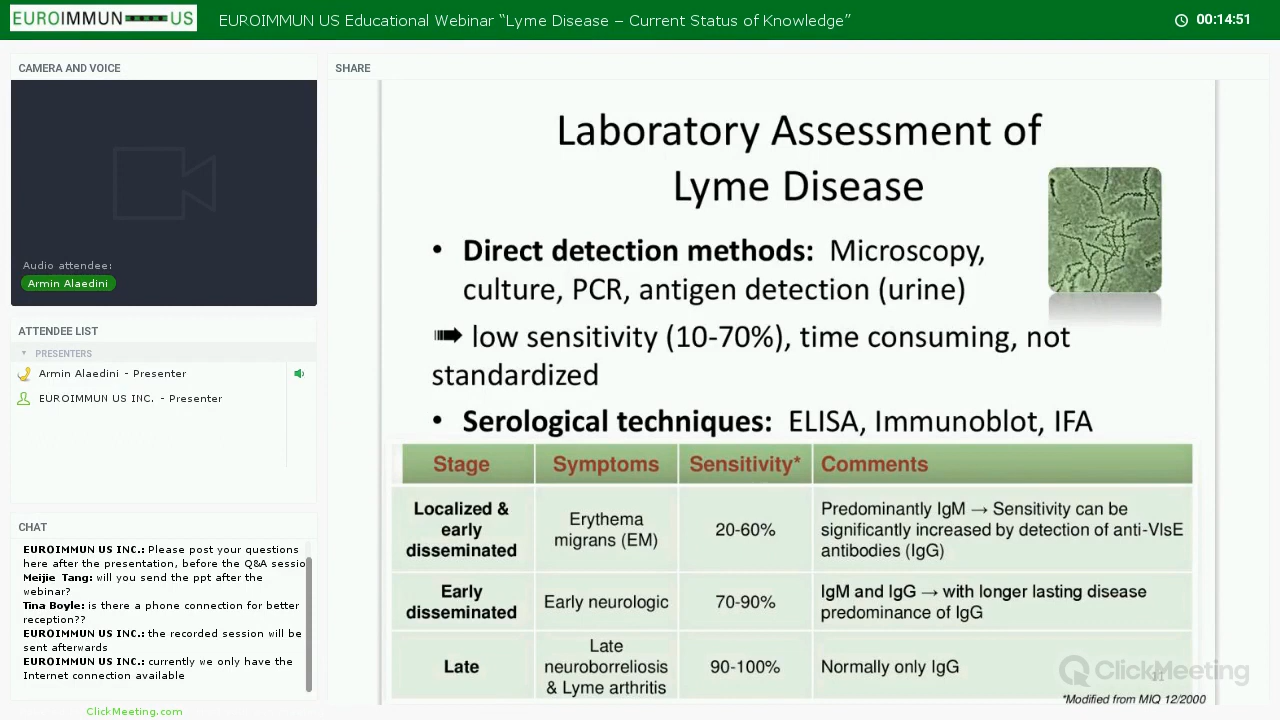 EUROIMMUN US
EUROIMMUN US Educational Webinar “Lyme Disease – Current Status of Knowledge”
00:14:51
CAMERA AND VOICE
Audio attendee:
Armin Alaedini
ATTENDEE LIST
PRESENTERS
Armin Alaedini - Presenter
EUROIMMUN US INC. - Presenter
CHAT
EUROIMMUN US INC.: Please post your questions
here after the presentation, before the Q&A sessio
Meijie Tang: will you send the ppt after the
webinar?
Tina Boyle: is there a phone connection for better
reception??
EUROIMMUN US INC.: the recorded session will be
sent afterwards
EUROIMMUN US INC.: currently we only have the
Internet connection available
ClickMeeting.com
SHARE
Laboratory Assessment of
Lyme Disease
• Direct detection methods: Microscopy,
culture, PCR, antigen detection (urine)
➠ low sensitivity (10-70%), time consuming, not
standardized
• Serological techniques: ELISA, Immunoblot, IFA
Stage Symptoms Sensitivity* Comments
Localized &
early
disseminated
Erythema
migrans (EM)
20-60%
Predominantly IgM → Sensitivity can be
significantly increased by detection of anti-VlsE
antibodies (IgG)
Early
disseminated
Early neurologic
70-90%
IgM and IgG → with longer lasting disease
predominance of IgG
Late
Late
neuroborreliosis
& Lyme arthritis
90-100%
Normally only IgG
ClickMeeting
11
*Modified from MIQ 12/2000